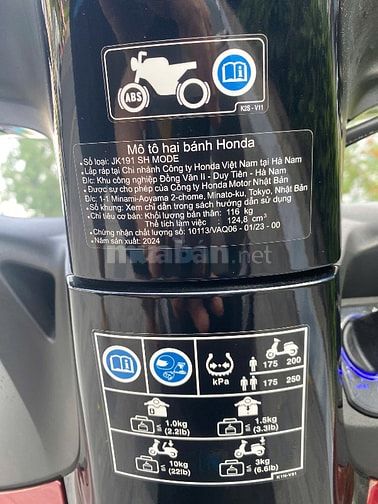 ABS
K2S - V11
Mô tô hai bánh Honda
• Số loại: JK191 SH MODE
• Lắp ráp tại Chi nhánh Công ty Honda Việt Nam tại Hà Nam
Đ/c: Khu công nghiệp Đồng Văn II - Duy Tiên - Hà Nam
• Được sự cho phép của Công ty Honda Motor Nhật Bản
Đ/c: 1-1 Minami-Aoyama 2-chome, Minato-ku, Tokyo, Nhật Bản
• Số khung: Xem chỉ dẫn trong sách hướng dẫn sử dụng
• Chỉ tiêu cơ bản: Khối lượng bản thân: 116 kg
Thể tích làm việc 124,8 cm³
• Chứng nhận chất lượng số: 10113/VAQ06 - 01/23 - 00
• Năm sản xuất: 2024
muaban.net
kPa
175 200
175 250
≦ 1.0kg
(2.2lb)
≦ 1.5kg
(3.3lb)
≦ 10kg
(22lb)
≦ 3kg
(6.6lb)